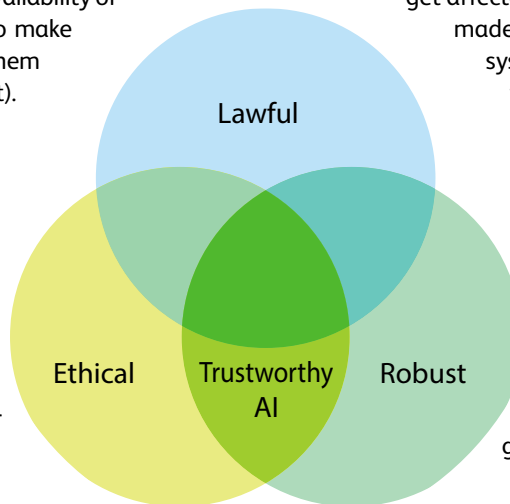 of
get
made
o make
Lawful
Ethical
Trustworthy
AI
Robust